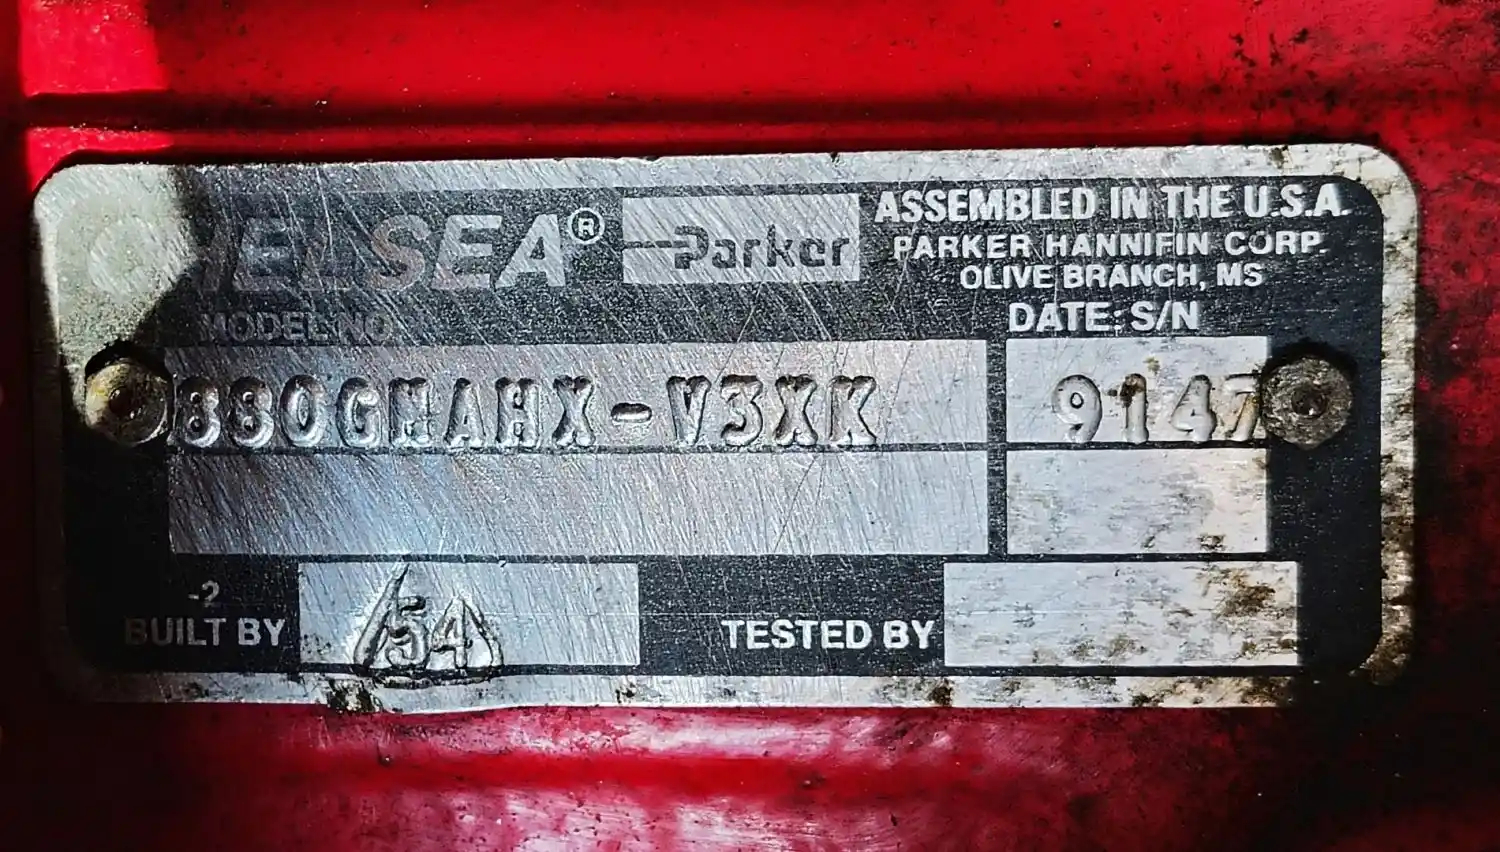 CHELSEA® Parker
ASSEMBLED IN THE U.S.A.
PARKER HANNIFIN CORP.
OLIVE BRANCH, MS
MODEL NO.
DATE: S/N
880GMAHX-V3XK
9147
-2
BUILT BY
54
TESTED BY